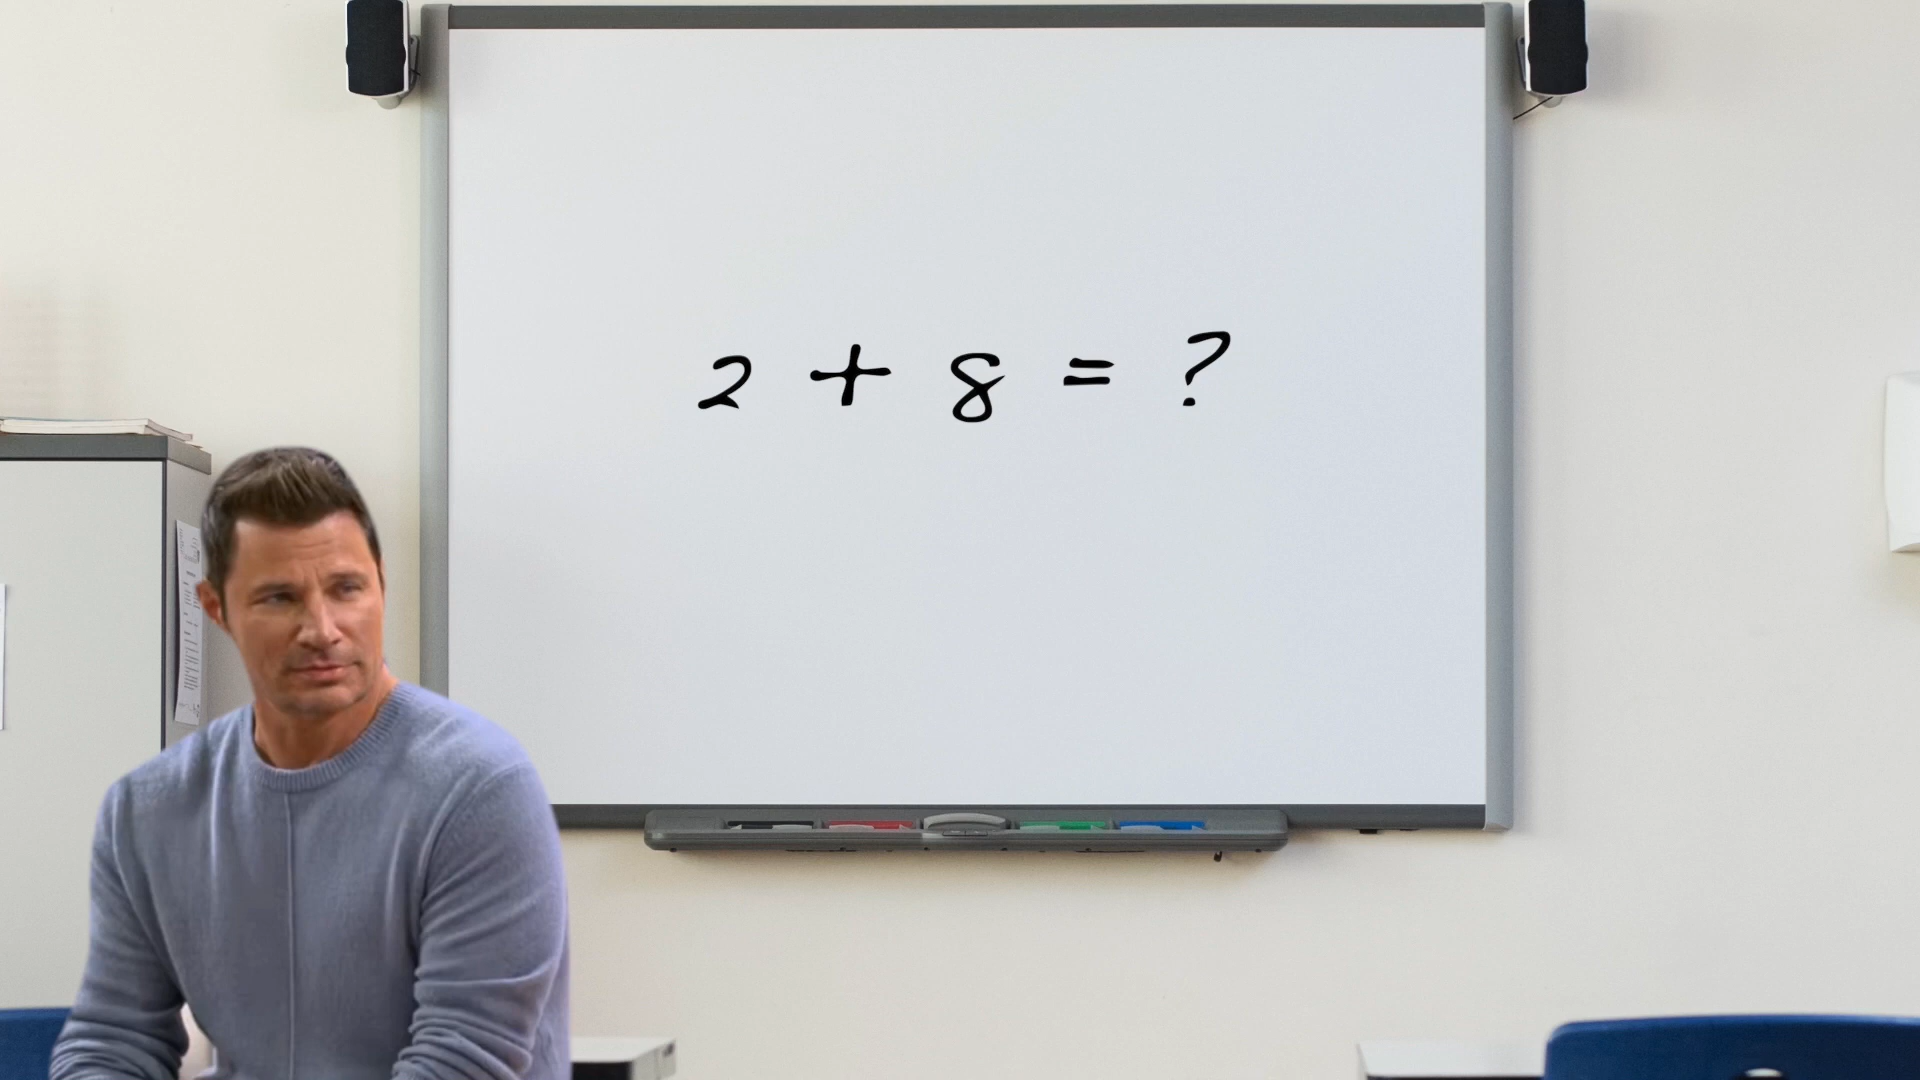 2 + 8 = ?